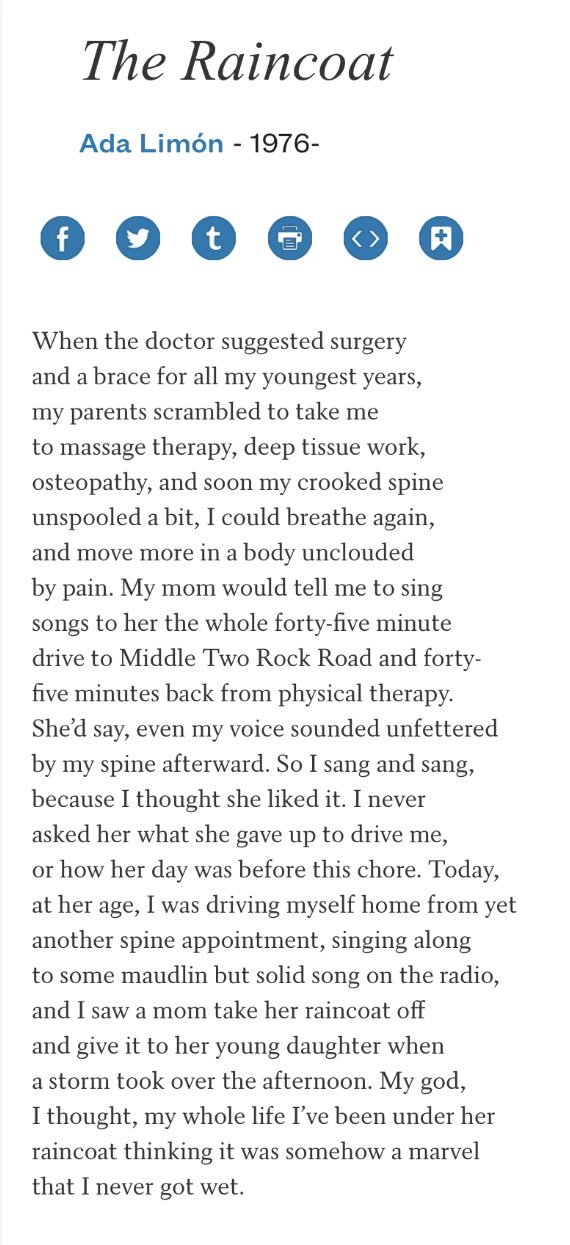 The Raincoat
Ada Limón - 1976-
When the doctor suggested surgery
and a brace for all my youngest years,
my parents scrambled to take me
to massage therapy, deep tissue work,
osteopathy, and soon my crooked spine
unspooled a bit, I could breathe again,
and move more in a body unclouded
by pain. My mom would tell me to sing
songs to her the whole forty-five minute
drive to Middle Two Rock Road and forty-
five minutes back from physical therapy.
She’d say, even my voice sounded unfettered
by my spine afterward. So I sang and sang,
because I thought she liked it. I never
asked her what she gave up to drive me,
or how her day was before this chore. Today,
at her age, I was driving myself home from yet
another spine appointment, singing along
to some maudlin but solid song on the radio,
and I saw a mom take her raincoat off
and give it to her young daughter when
a storm took over the afternoon. My god,
I thought, my whole life I’ve been under her
raincoat thinking it was somehow a marvel
that I never got wet.